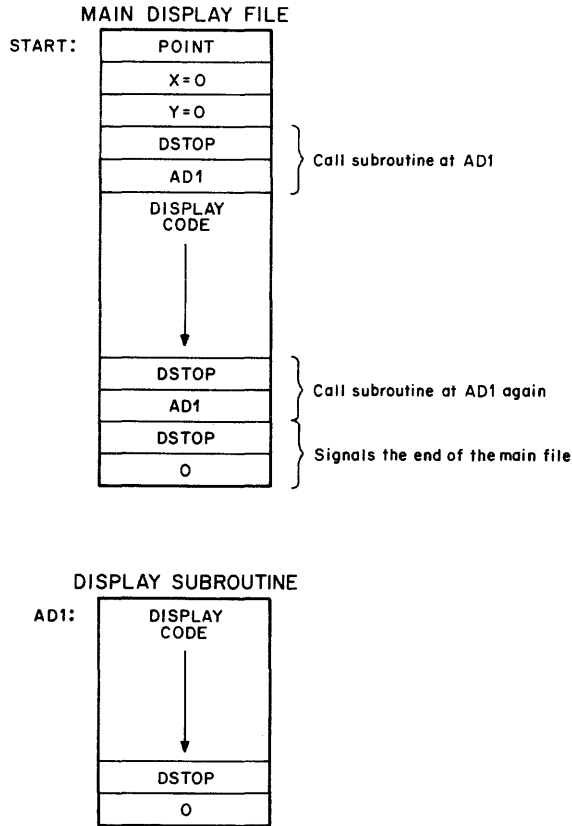 MAIN DISPLAY FILE
START:
POINT
X=0
Y=0
DSTOP
AD1
Call subroutine at AD1
DISPLAY
CODE
DSTOP
AD1
Call subroutine at AD1 again
DSTOP
0
Signals the end of the main file
DISPLAY SUBROUTINE
AD1:
DISPLAY
CODE
DSTOP
0